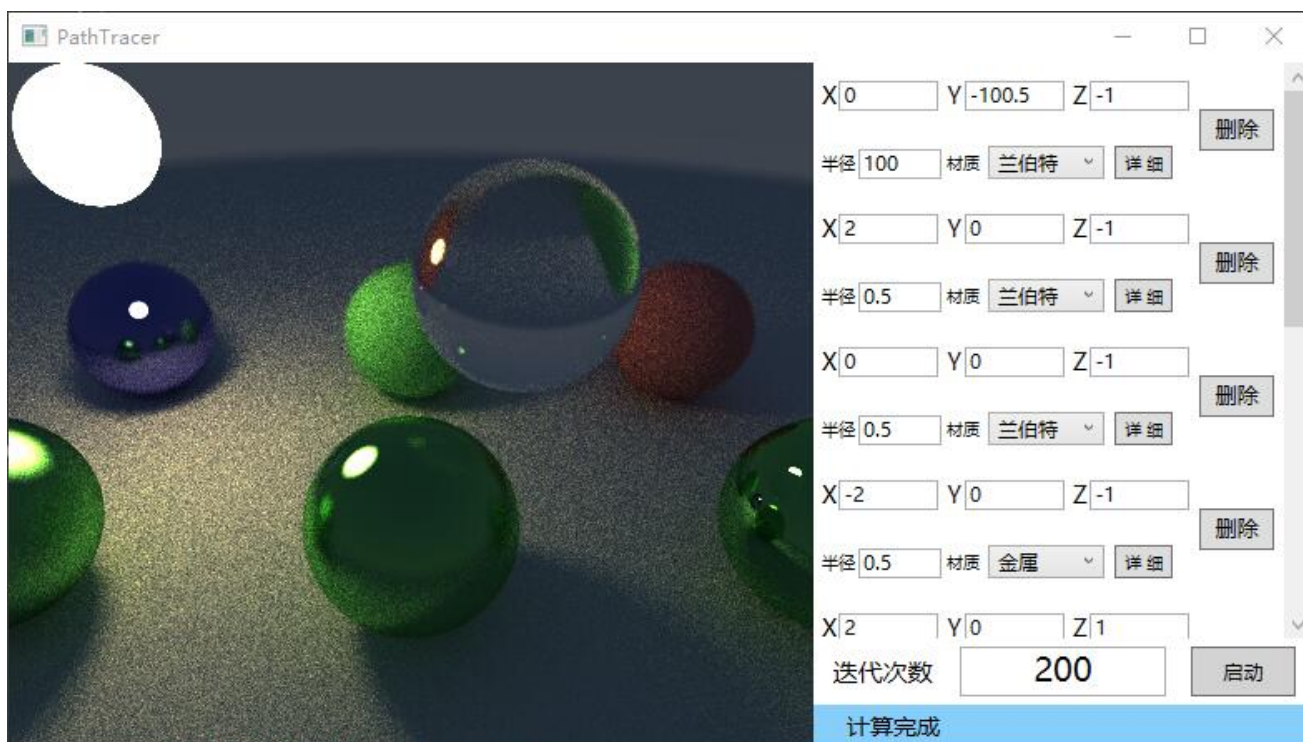 PathTracer
X 0 Y -100.5 Z -1
删除
半径 100 材质 兰伯特 详细
X 2 Y 0 Z -1
删除
半径 0.5 材质 兰伯特 详细
X 0 Y 0 Z -1
删除
半径 0.5 材质 兰伯特 详细
X -2 Y 0 Z -1
删除
半径 0.5 材质 金属 详细
X 2 Y 0 Z 1
迭代次数 200 启动
计算完成